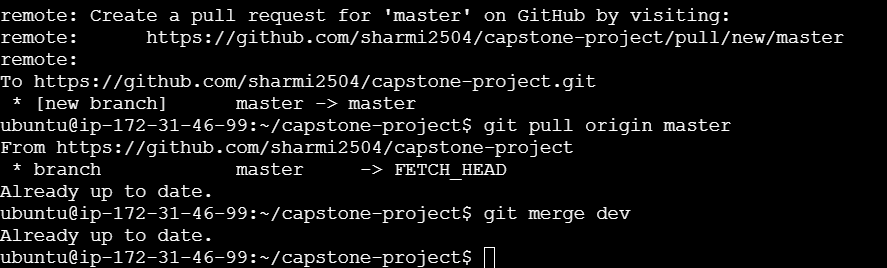 remote: Create a pull request for 'master' on GitHub by visiting:
remote:      https://github.com/sharmi2504/capstone-project/pull/new/master
remote:
To https://github.com/sharmi2504/capstone-project.git
 * [new branch]      master -> master
ubuntu@ip-172-31-46-99:~/capstone-project$ git pull origin master
From https://github.com/sharmi2504/capstone-project
 * branch            master     -> FETCH_HEAD
Already up to date.
ubuntu@ip-172-31-46-99:~/capstone-project$ git merge dev
Already up to date.
ubuntu@ip-172-31-46-99:~/capstone-project$